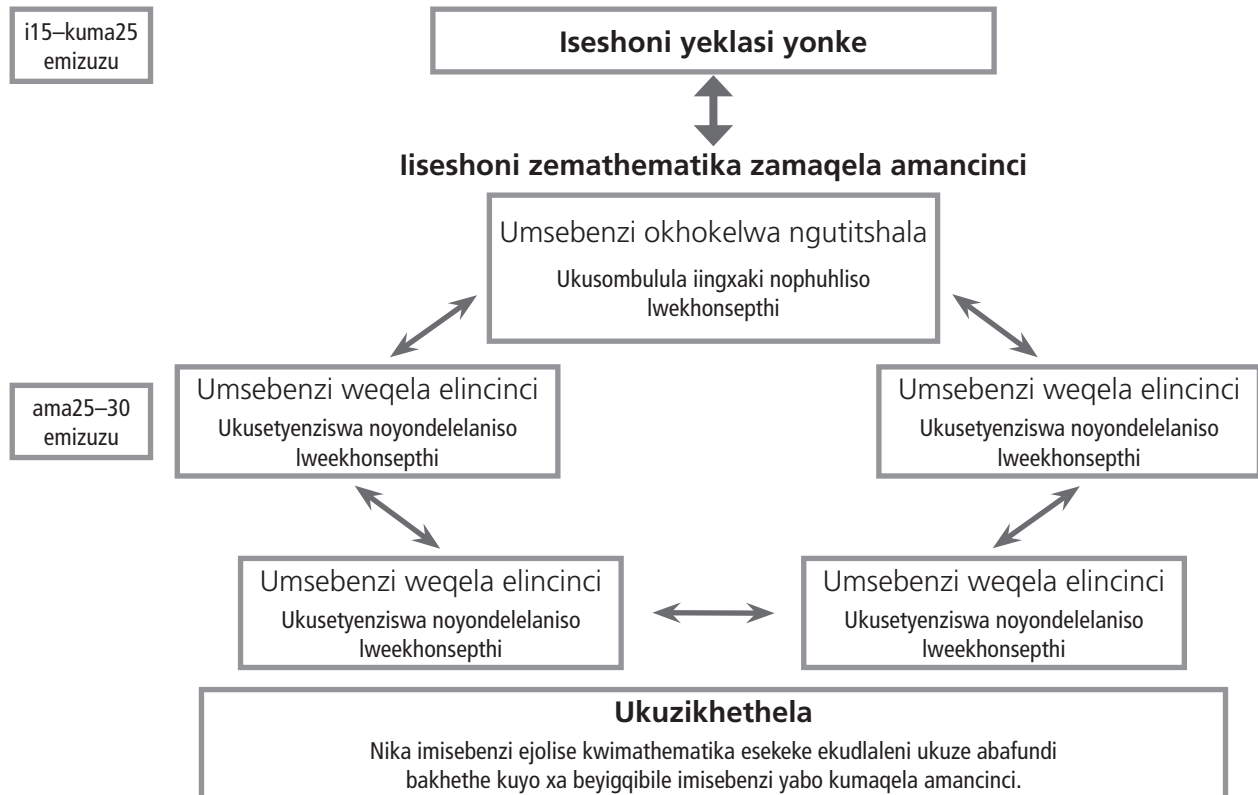 i15–kuma25
emizuzu
Iseshoni yeklasi yonke
Iiseshoni zemathematika zamaqela amancinci
Umsebenzi okhokelwa ngutitshala
Ukusombulula iingxaki nophuhliso
lwekhonsepthi
ama25–30
emizuzu
Umsebenzi weqela elincinci
Ukusetyenziswa noyondelelaniso
lweekhonsepthi
Umsebenzi weqela elincinci
Ukusetyenziswa noyondelelaniso
lweekhonsepthi
Umsebenzi weqela elincinci
Ukusetyenziswa noyondelelaniso
lweekhonsepthi
Umsebenzi weqela elincinci
Ukusetyenziswa noyondelelaniso
lweekhonsepthi
Ukuzikhethela
Nika imisebenzi ejolise kwimathematika esekeke ekudlaleni ukuze abafundi
bakhethe kuyo xa beyigqibile imisebenzi yabo kumaqela amancinci.